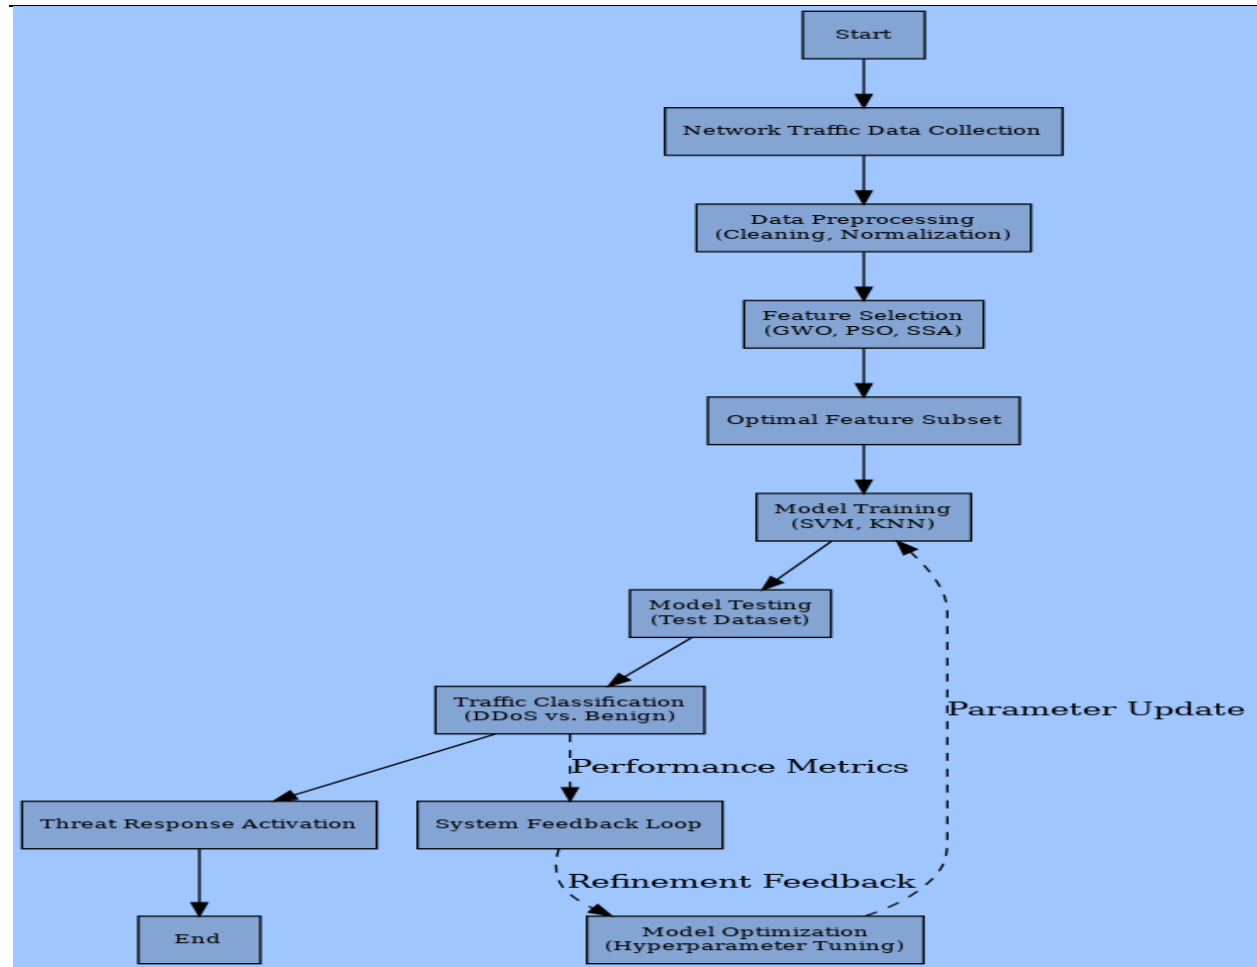 Start
Network Traffic Data Collection
Data Preprocessing
(Cleaning, Normalization)
Feature Selection
(GWO, PSO, SSA)
Optimal Feature Subset
Model Training
(SVM, KNN)
Model Testing
(Test Dataset)
Traffic Classification
(DDoS vs. Benign)
Parameter Update
Performance Metrics
Threat Response Activation
System Feedback Loop
Refinement Feedback
End
Model Optimization
(Hyperparameter Tuning)